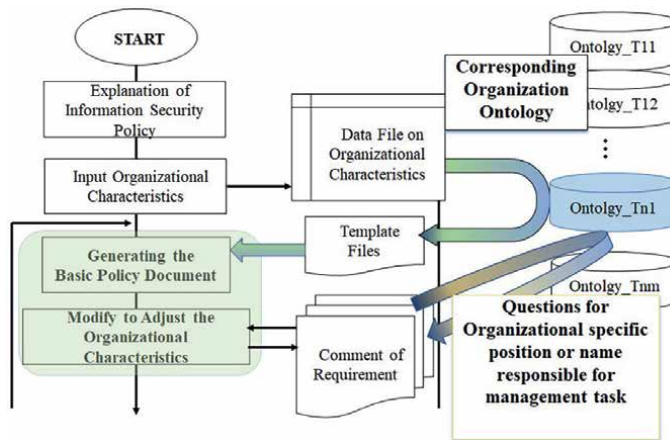 START
Explanation of
Information Security
Policy
Input Organizational
Characteristics
Generating the
Basic Policy Document
Modify to Adjust the
Organizational
Characteristics
Data File on
Organizational
Characteristics
Template
Files
Comment of
Requirement
Corresponding
Organization
Ontology
Ontolgy_T11
Ontolgy_T12
Ontolgy_Tn1
Ontolgy_Tnm
Questions for
Organizational specific
position or name
responsible for
management task